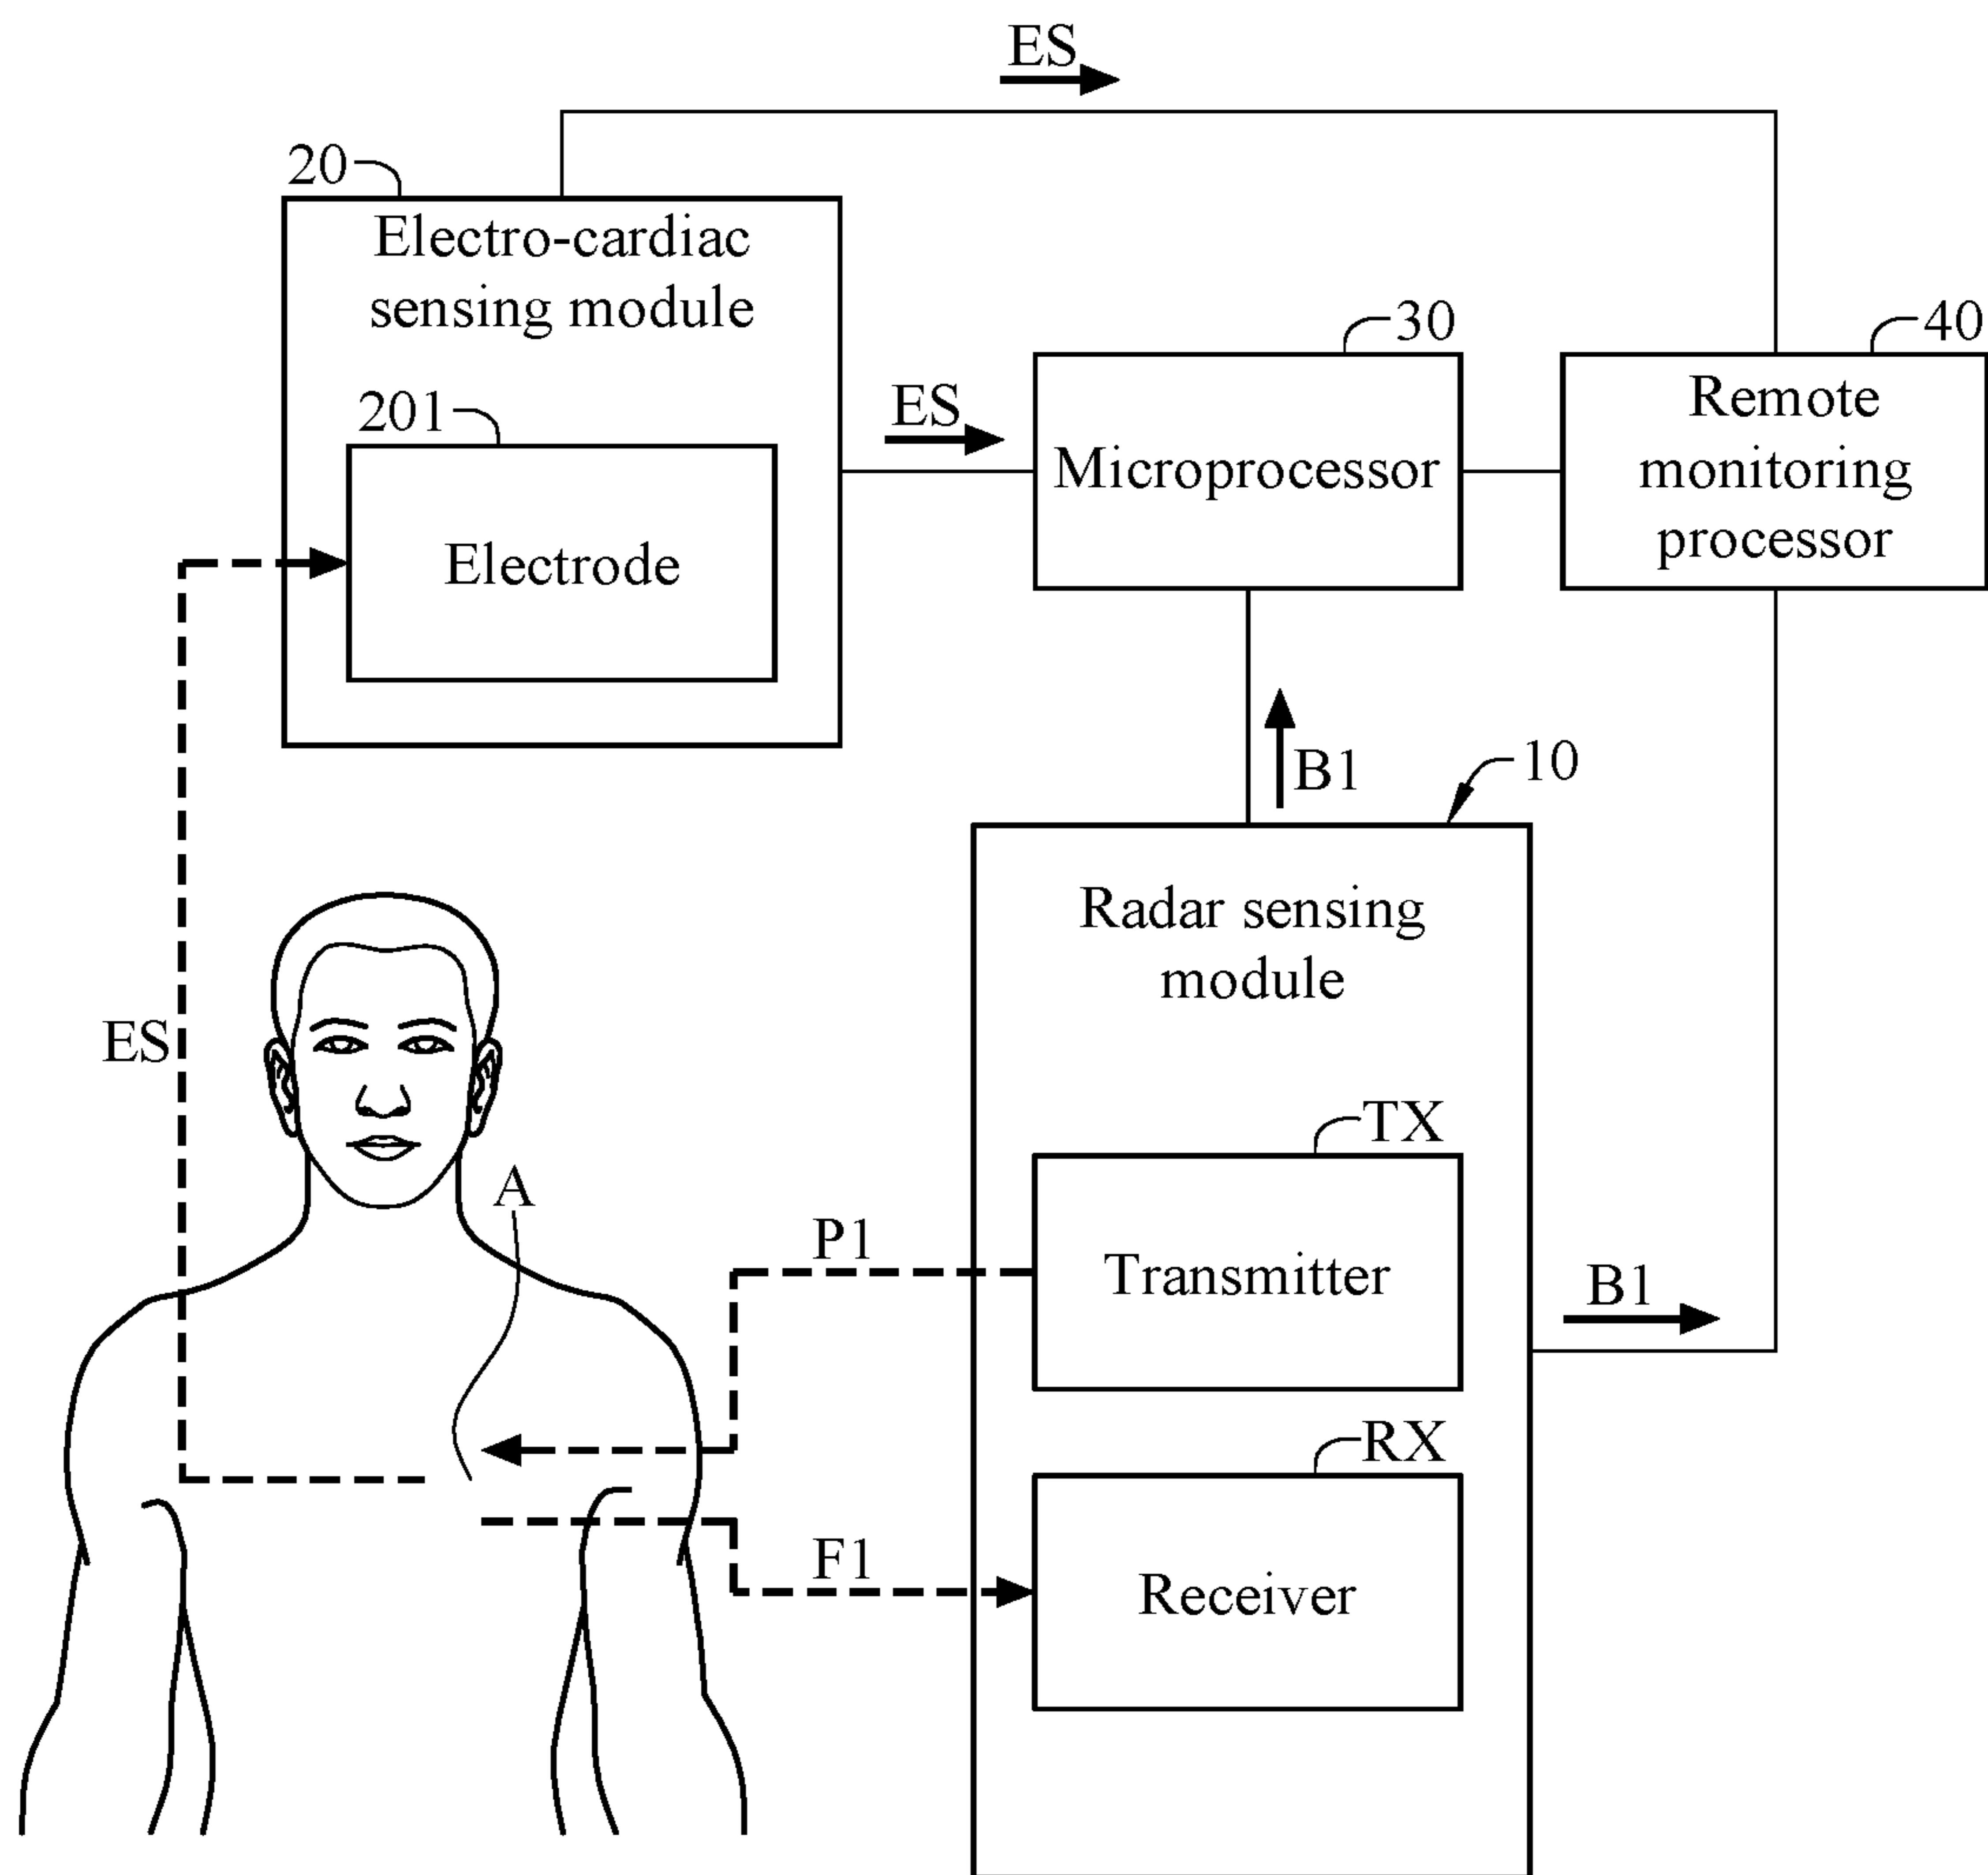 ES
20
Electro-cardiac
sensing module
30
40
201
ES
Remote
monitoring
processor
Microprocessor
Electrode
B1
10
Radar sensing
module
ES
TX
A
P1
Transmitter
B1
RX
F1
Receiver